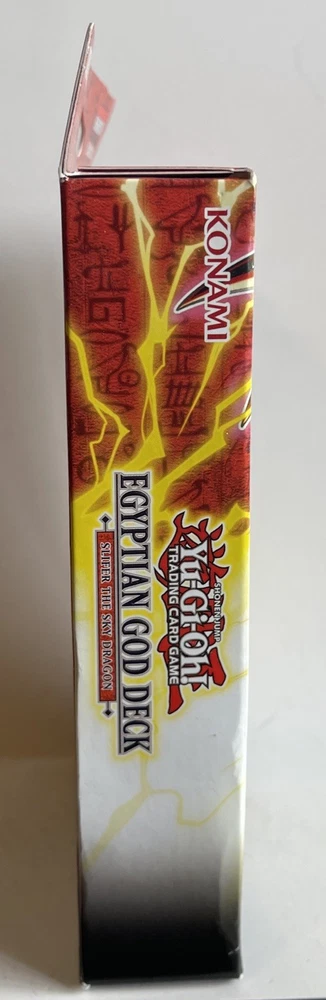 KONAMI
SHONEN JUMP
Yu-Gi-Oh!
TRADING CARD GAME
EGYPTIAN GOD DECK
SLIFER THE SKY DRAGON